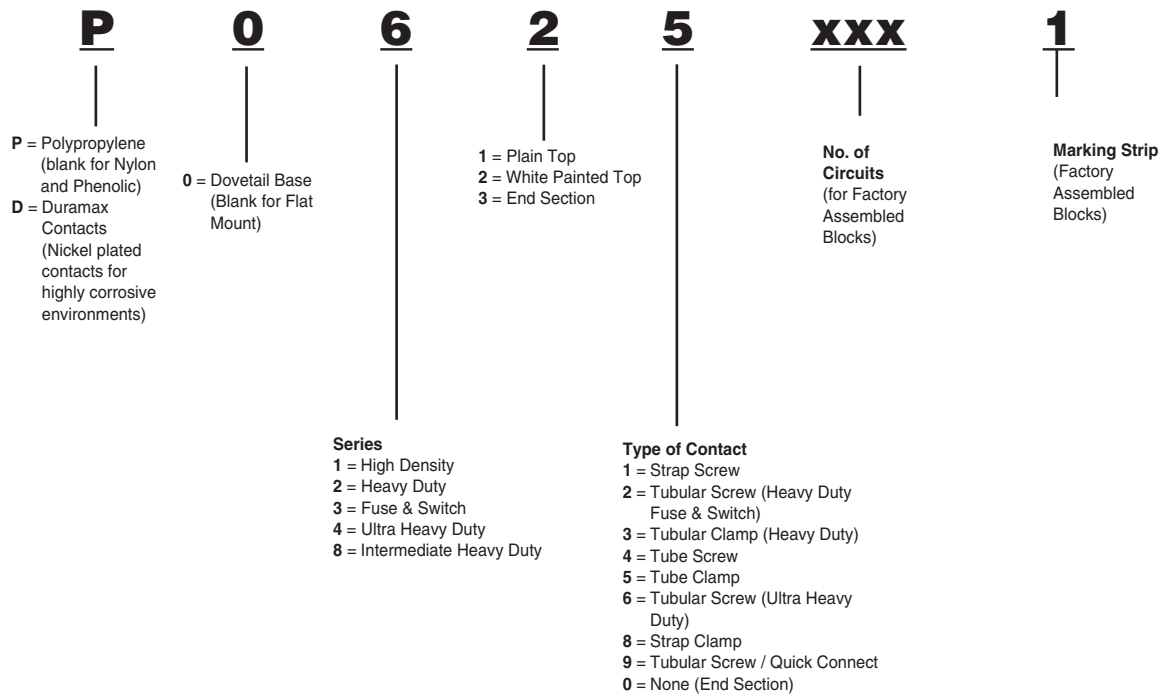 P 0 6 2 5 xxx 1
P = Polypropylene
(blank for Nylon
and Phenolic)
D = Duramax
Contacts
(Nickel plated
contacts for
highly corrosive
environments)
0 = Dovetail Base
(Blank for Flat
Mount)
1 = Plain Top
2 = White Painted Top
3 = End Section
No. of
Circuits
(for Factory
Assembled
Blocks)
Marking Strip
(Factory
Assembled
Blocks)
Series
1 = High Density
2 = Heavy Duty
3 = Fuse & Switch
4 = Ultra Heavy Duty
8 = Intermediate Heavy Duty
Type of Contact
1 = Strap Screw
2 = Tubular Screw (Heavy Duty
Fuse & Switch)
3 = Tubular Clamp (Heavy Duty)
4 = Tube Screw
5 = Tube Clamp
6 = Tubular Screw (Ultra Heavy
Duty)
8 = Strap Clamp
9 = Tubular Screw / Quick Connect
0 = None (End Section)